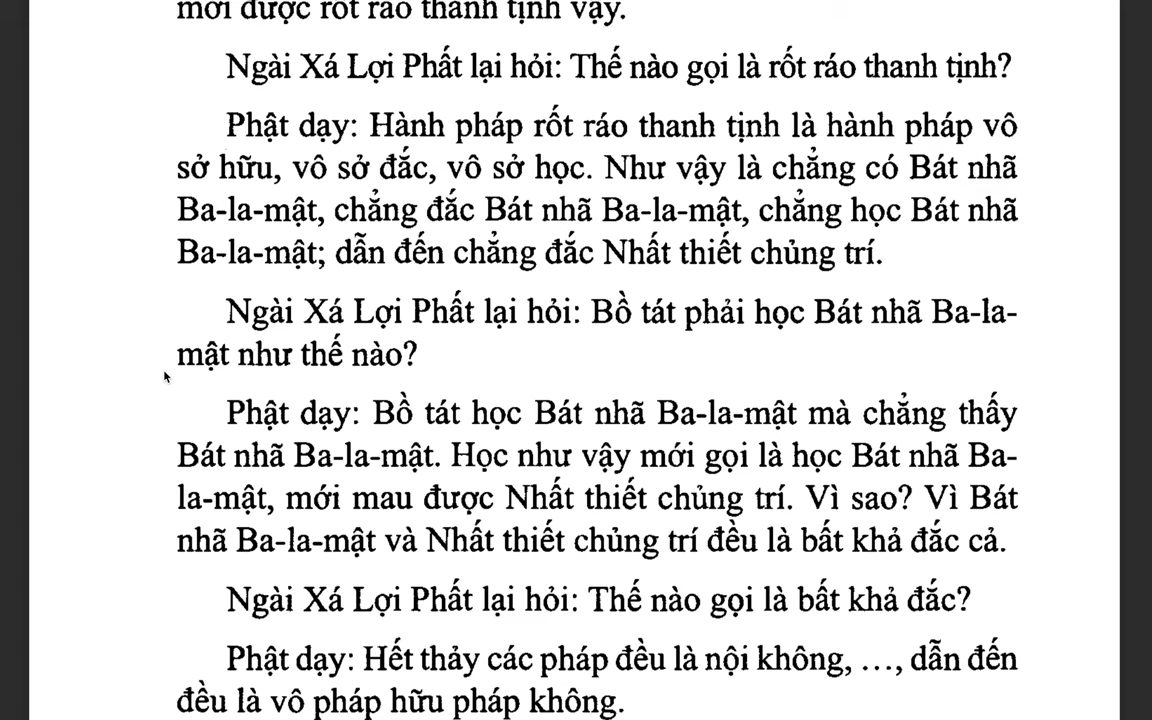 mới được rốt ráo thanh tịnh vậy.
Ngài Xá Lợi Phất lại hỏi: Thế nào gọi là rốt ráo thanh tịnh?
Phật dạy: Hành pháp rốt ráo thanh tịnh là hành pháp vô
sở hữu, vô sở đắc, vô sở học. Như vậy là chẳng có Bát nhã
Ba-la-mật, chẳng đắc Bát nhã Ba-la-mật, chẳng học Bát nhã
Ba-la-mật; dẫn đến chẳng đắc Nhất thiết chủng trí.
Ngài Xá Lợi Phất lại hỏi: Bồ tát phải học Bát nhã Ba-la-
mật như thế nào?
Phật dạy: Bồ tát học Bát nhã Ba-la-mật mà chẳng thấy
Bát nhã Ba-la-mật. Học như vậy mới gọi là học Bát nhã Ba-
la-mật, mới mau được Nhất thiết chủng trí. Vì sao? Vì Bát
nhã Ba-la-mật và Nhất thiết chủng trí đều là bất khả đắc cả.
Ngài Xá Lợi Phất lại hỏi: Thế nào gọi là bất khả đắc?
Phật dạy: Hết thảy các pháp đều là nội không, ..., dẫn đến
đều là vô pháp hữu pháp không.